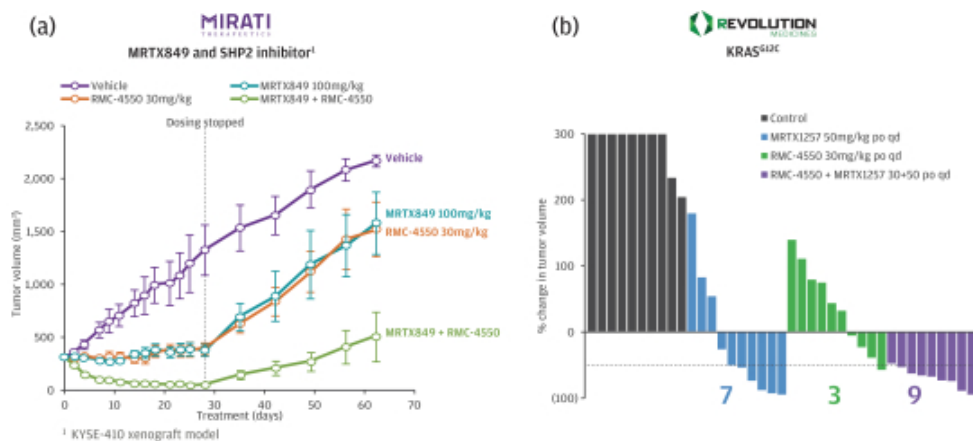 (a)
MIRATI
THERAPEUTICS
MRTX849 and SHP2 inhibitor¹
Vehicle
MRTX849 100mg/kg
RMC-4550 30mg/kg
MRTX849 + RMC-4550
Dosing stopped
2,500
2,000
1,500
1,000
500
0
Tumor volume (mm³)
Vehicle
MRTX849 100mg/kg
RMC-4550 30mg/kg
MRTX849 + RMC-4550
0
10
20
30
40
50
60
70
Treatment (days)
¹ KYSE-410 xenograft model
(b)
REVOLUTION
MEDICINES
KRASᴳ¹²ᶜ
Control
MRTX1257 50mg/kg po qd
RMC-4550 30mg/kg po qd
RMC-4550 + MRTX1257 30+50 po qd
300
200
100
0
(100)
% change in tumor volume
7
3
9